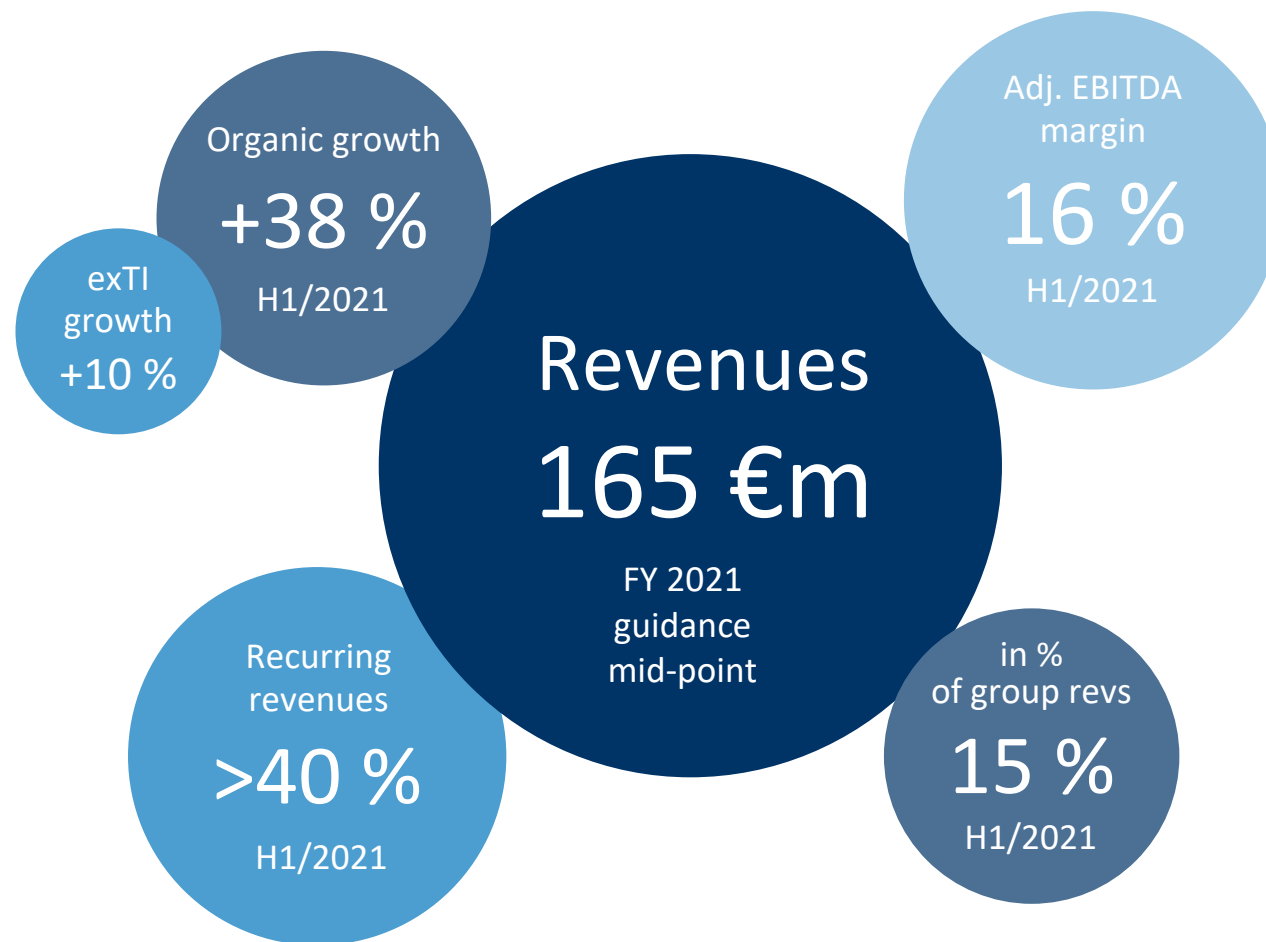 Organic growth
+38 %
H1/2021
exTI
growth
+10 %
Adj. EBITDA
margin
16 %
H1/2021
Revenues
165 €m
FY 2021
guidance
mid-point
Recurring
revenues
>40 %
H1/2021
in %
of group revs
15 %
H1/2021